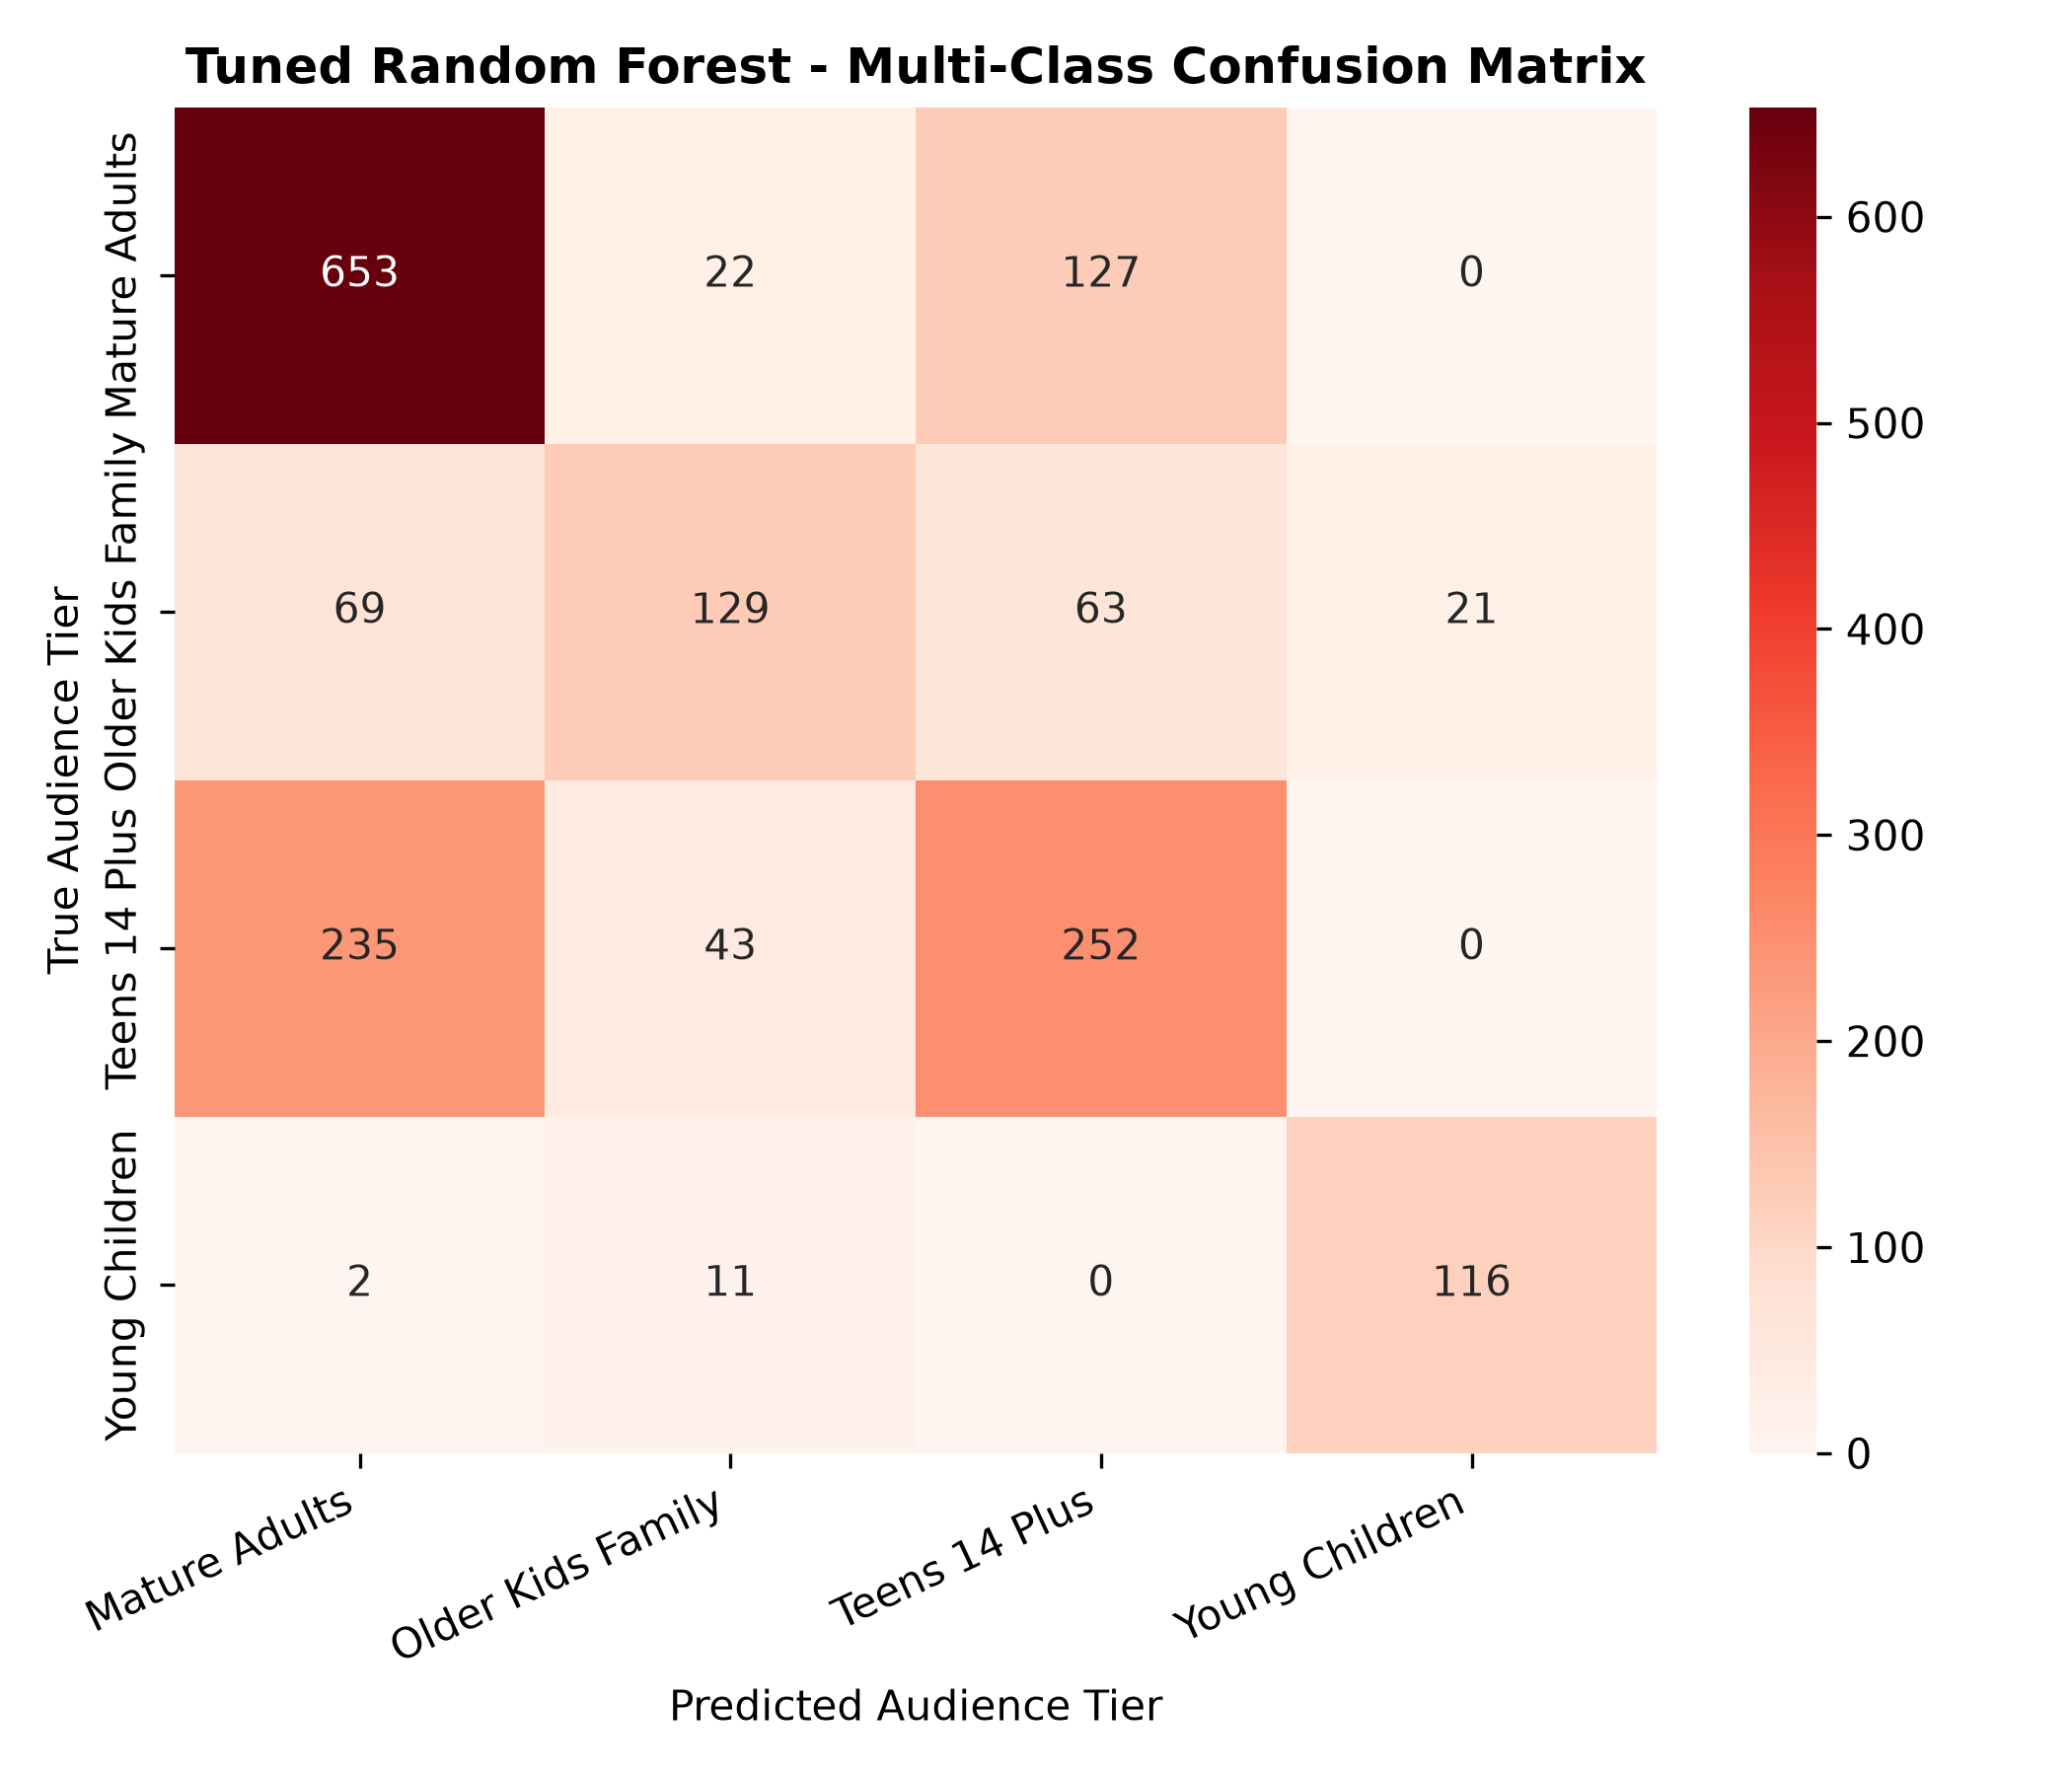 Tuned Random Forest - Multi-Class Confusion Matrix
True Audience Tier
Mature Adults
653 22 127 0
Older Kids Family
69 129 63 21
Teens 14 Plus
235 43 252 0
Young Children
2 11 0 116
Mature Adults
Older Kids Family
Teens 14 Plus
Young Children
Predicted Audience Tier
600
500
400
300
200
100
0